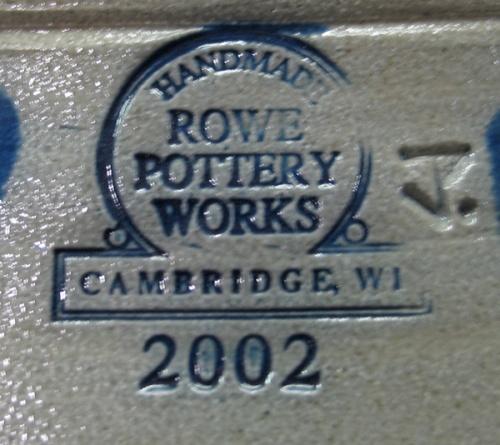 HANDMADE
ROWE
POTTERY
WORKS
CAMBRIDGE, WI
2002